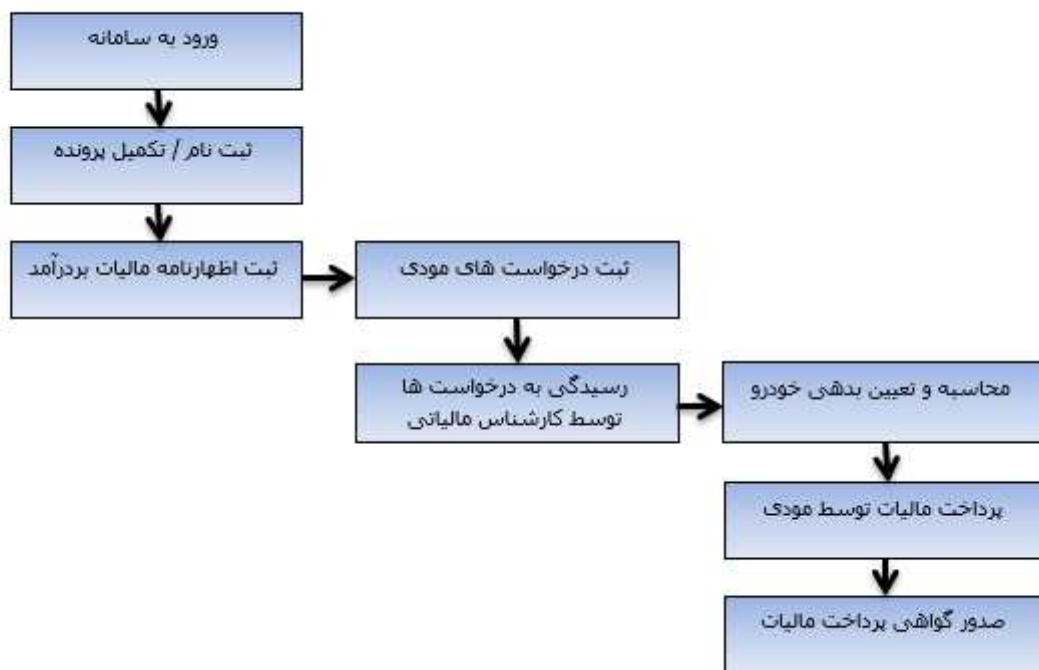 ورود به سامانه
ثبت نام / تکمیل پرونده
ثبت اظهارنامه مالیات بردرآمد
ثبت درخواست های مودی
رسیدگی به درخواست ها
توسط کارشناس مالیاتی
محاسبه و تعیین بدهی خودرو
پرداخت مالیات توسط مودی
صدور گواهی پرداخت مالیات